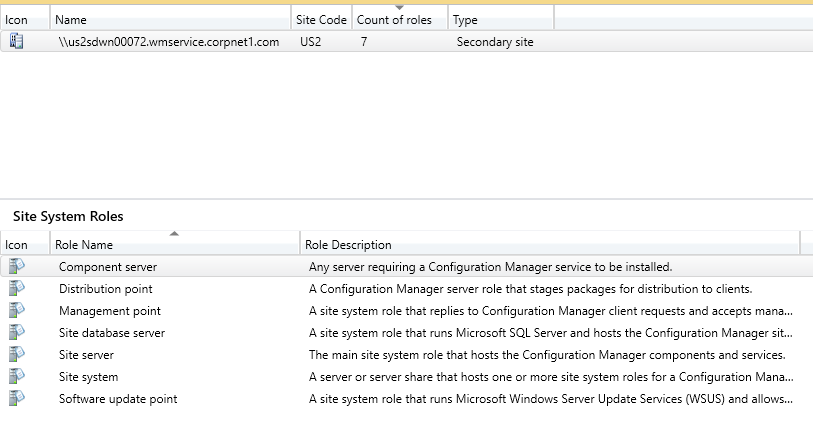 Icon Name Site Code Count of roles Type
\\us2sdwn00072.wmservice.corpnet1.com US2 7 Secondary site
Site System Roles
Icon Role Name Role Description
Component server Any server requiring a Configuration Manager service to be installed.
Distribution point A Configuration Manager server role that stages packages for distribution to clients.
Management point A site system role that replies to Configuration Manager client requests and accepts mana...
Site database server A site system role that runs Microsoft SQL Server and hosts the Configuration Manager sit...
Site server The main site system role that hosts the Configuration Manager components and services.
Site system A server or server share that hosts one or more site system roles for a Configuration Mana...
Software update point A site system role that runs Microsoft Windows Server Update Services (WSUS) and allows...